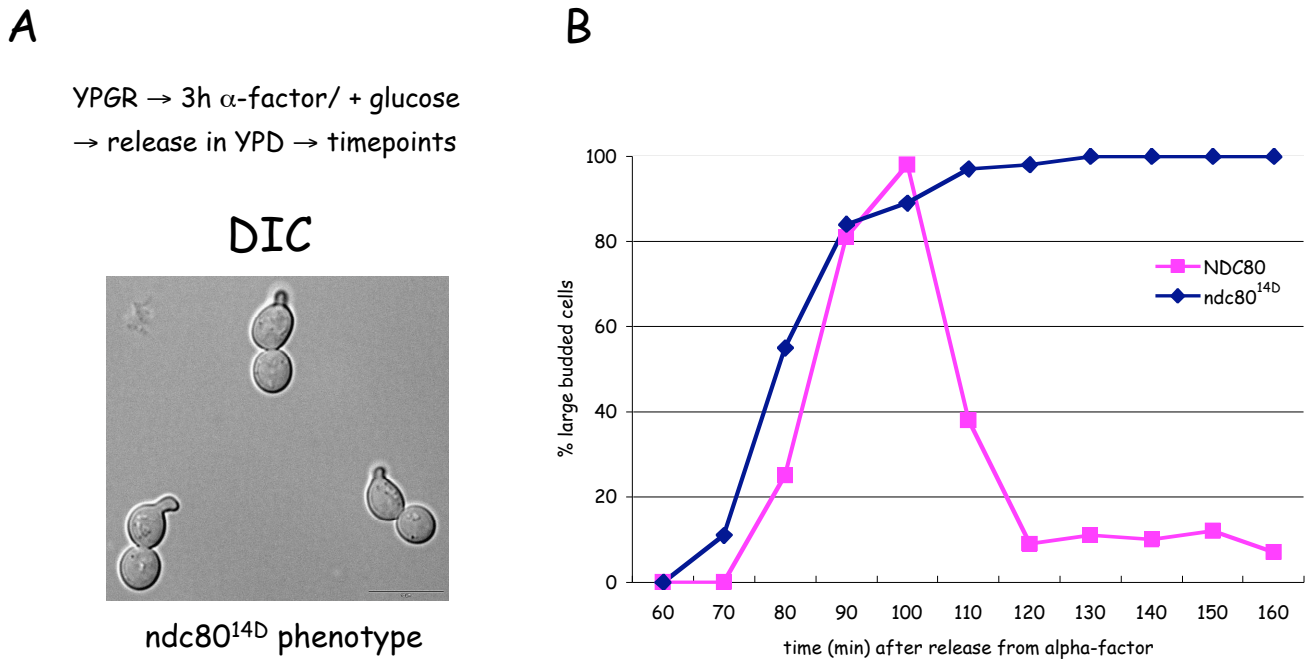 A
YPGR → 3h α-factor/ + glucose
→ release in YPD → timepoints
DIC
ndc80¹⁴ᴰ phenotype
B
% large budded cells
100
80
60
40
20
0
60 70 80 90 100 110 120 130 140 150 160
time (min) after release from alpha-factor
NDC80
ndc80¹⁴ᴰ